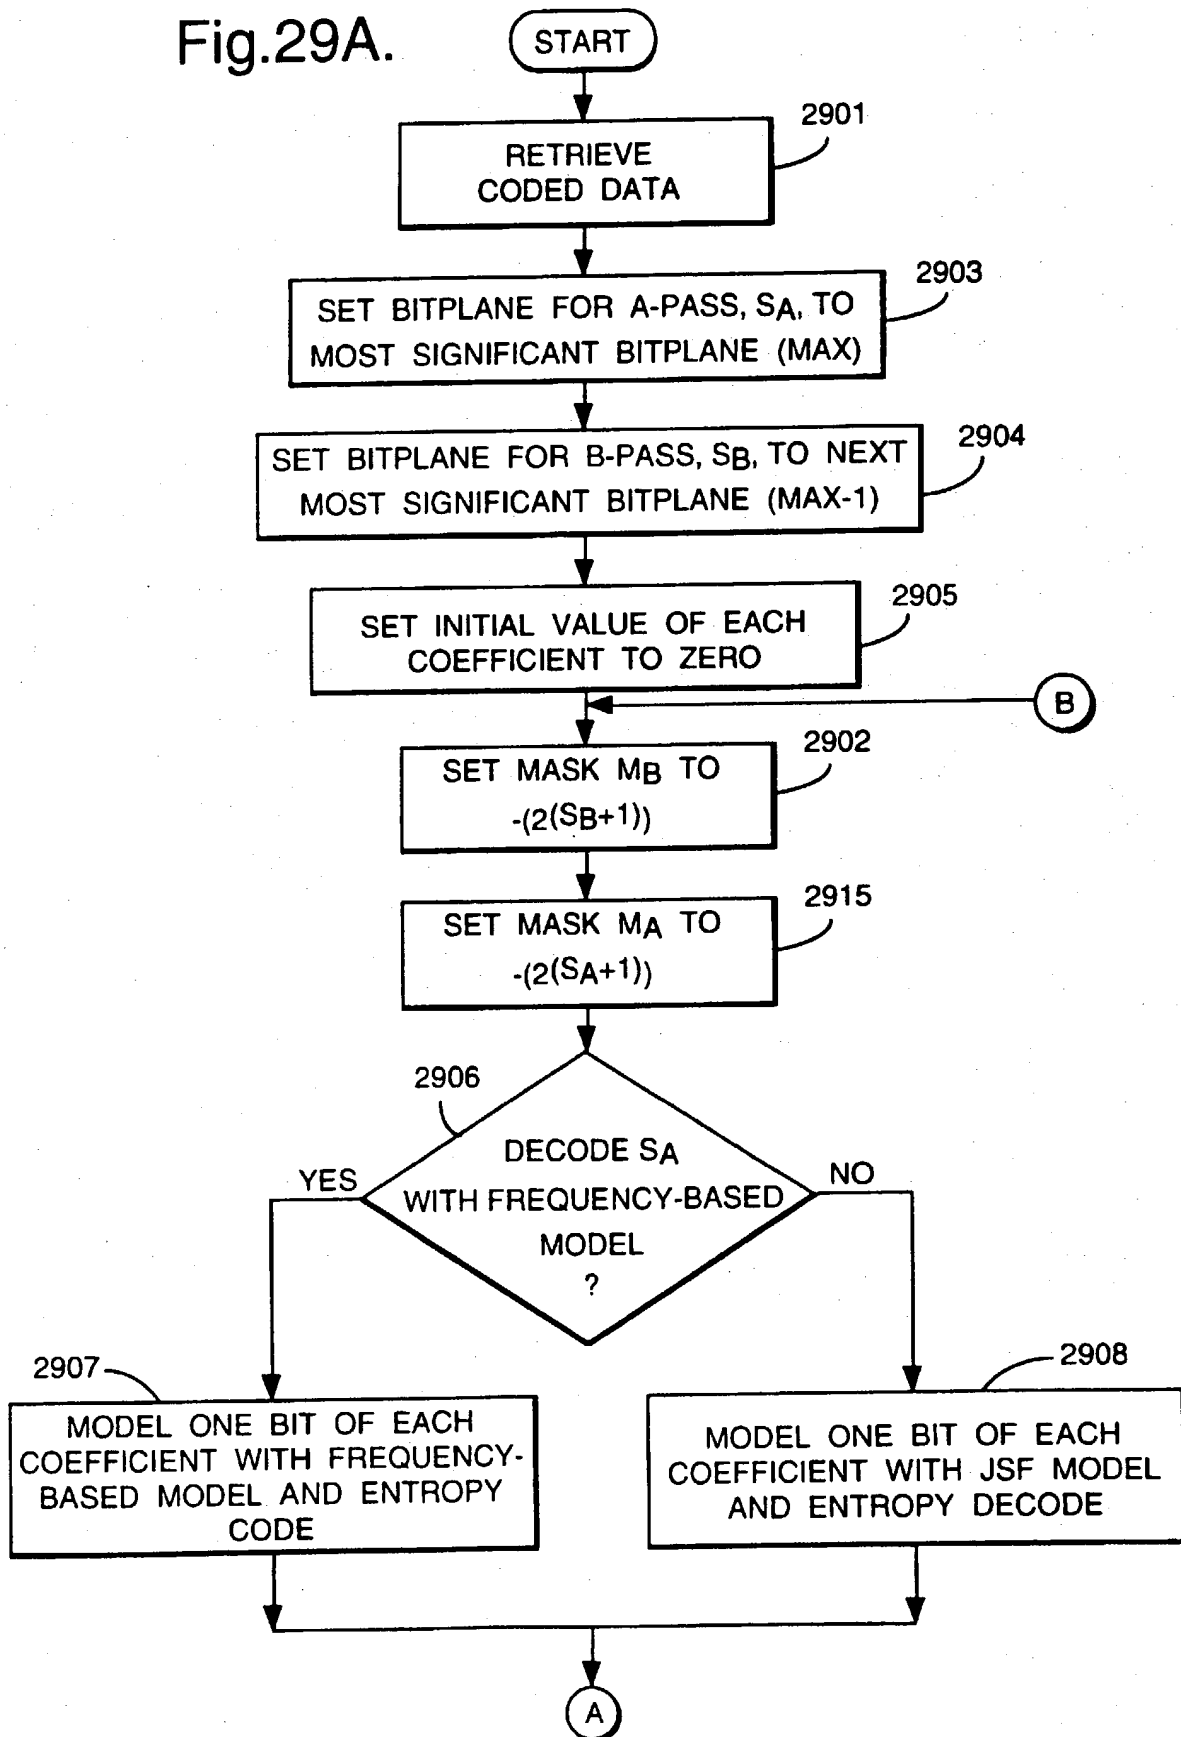 Fig.29A.
START
2901
RETRIEVE
CODED DATA
2903
SET BITPLANE FOR A-PASS, SA, TO
MOST SIGNIFICANT BITPLANE (MAX)
2904
SET BITPLANE FOR B-PASS, SB, TO NEXT
MOST SIGNIFICANT BITPLANE (MAX-1)
2905
SET INITIAL VALUE OF EACH
COEFFICIENT TO ZERO
B
2902
SET MASK MB TO
-(2(SB+1))
2915
SET MASK MA TO
-(2(SA+1))
2906
DECODE SA
WITH FREQUENCY-BASED
MODEL
?
YES
NO
2907
MODEL ONE BIT OF EACH
COEFFICIENT WITH FREQUENCY-
BASED MODEL AND ENTROPY
CODE
2908
MODEL ONE BIT OF EACH
COEFFICIENT WITH JSF MODEL
AND ENTROPY DECODE
A